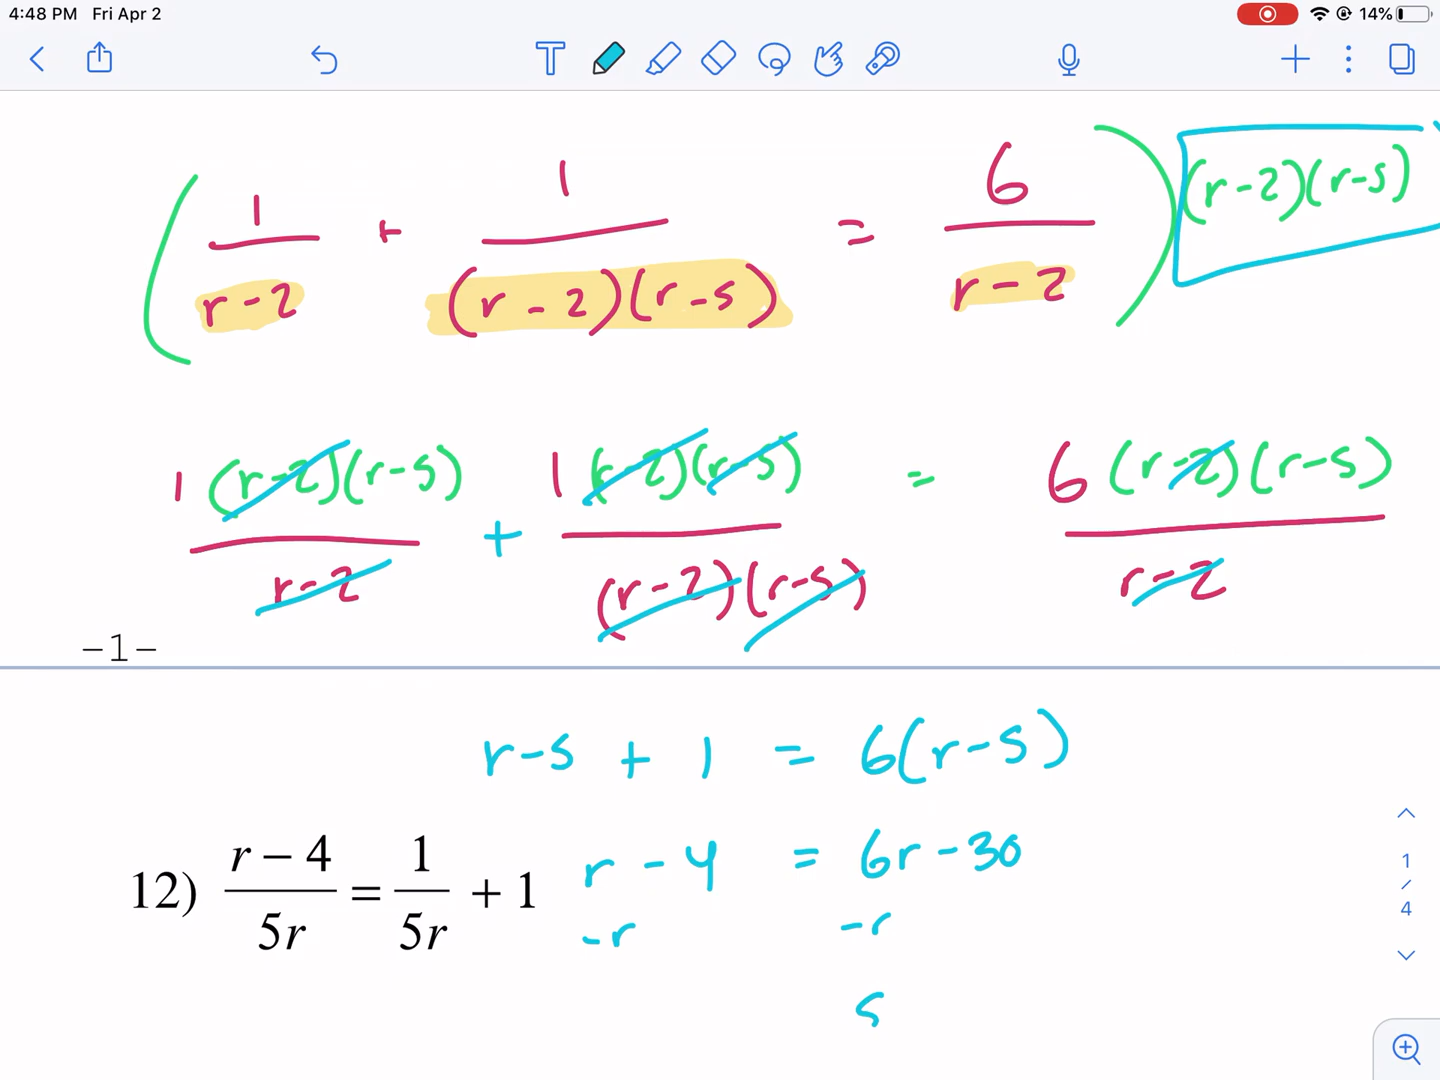 4:48 PM Fri Apr 2 14%
( 1/(r-2) + 1/((r-2)(r-5)) = 6/(r-2) ) (r-2)(r-5)
1(r-2)(r-5)/(r-2) + 1(r-2)(r-5)/((r-2)(r-5)) = 6(r-2)(r-5)/(r-2)
-1-
r-5 + 1 = 6(r-5)
12) (r-4)/5r = 1/5r + 1
r-4 = 6r-30
-r -r
5
1/4